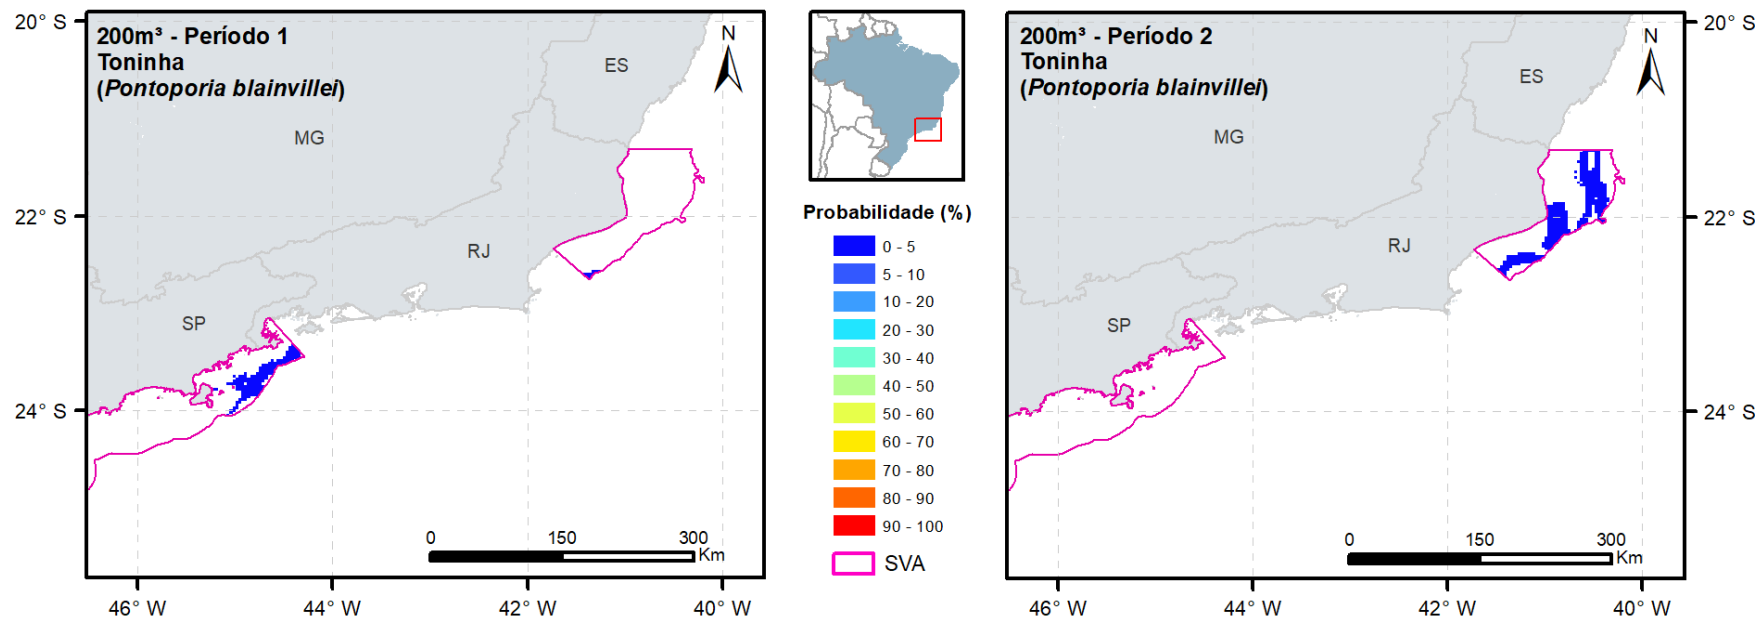 200m³ - Período 1
Toninha
(Pontoporia blainvillei)
N
ES
MG
RJ
SP
0 150 300
Km
20° S
22° S
24° S
46° W 44° W 42° W 40° W
Probabilidade (%)
0 - 5
5 - 10
10 - 20
20 - 30
30 - 40
40 - 50
50 - 60
60 - 70
70 - 80
80 - 90
90 - 100
SVA
200m³ - Período 2
Toninha
(Pontoporia blainvillei)
N
ES
MG
RJ
SP
0 150 300
Km
20° S
22° S
24° S
46° W 44° W 42° W 40° W